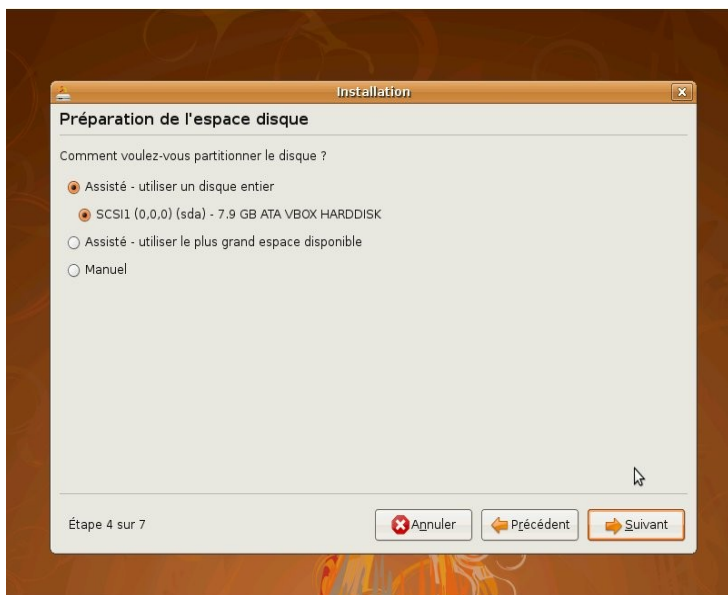 Installation
Préparation de l'espace disque
Comment voulez-vous partitionner le disque ?
Assisté - utiliser un disque entier
SCSI1 (0,0,0) (sda) - 7.9 GB ATA VBOX HARDDISK
Assisté - utiliser le plus grand espace disponible
Manuel
Étape 4 sur 7 Annuler Précédent Suivant